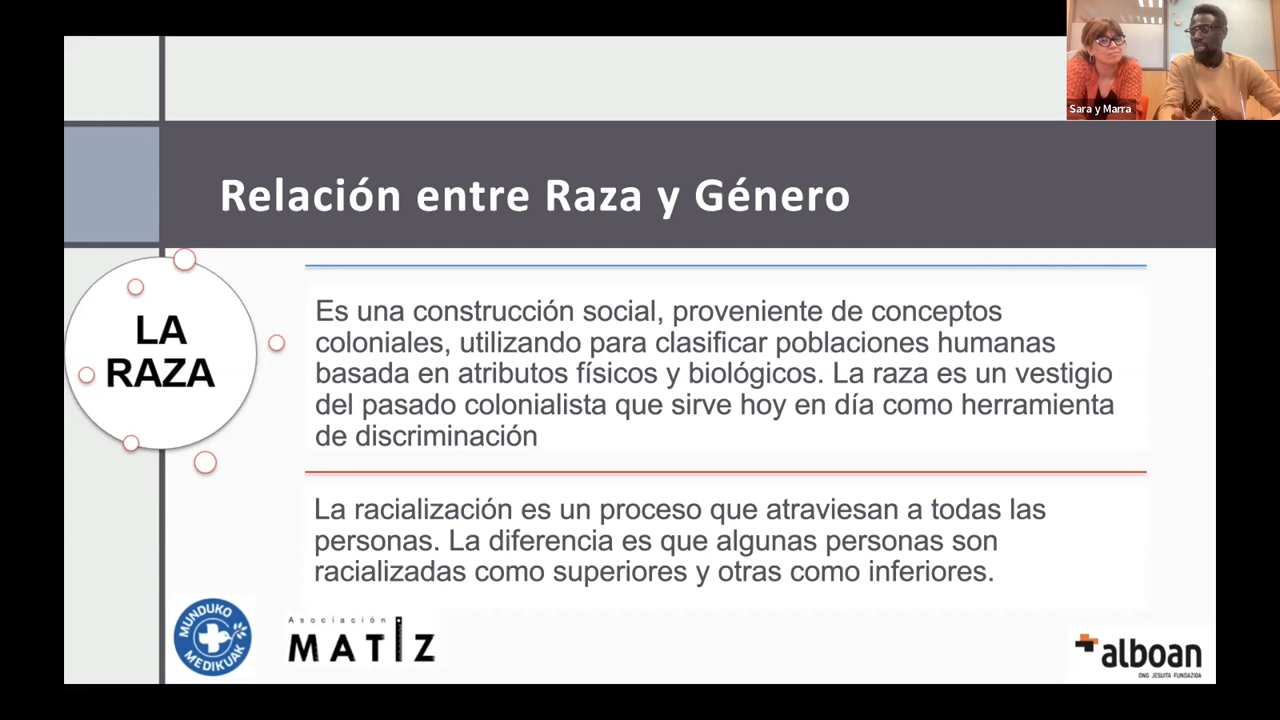 Sara y Marra
Relación entre Raza y Género
LA
RAZA
Es una construcción social, proveniente de conceptos
coloniales, utilizando para clasificar poblaciones humanas
basada en atributos físicos y biológicos. La raza es un vestigio
del pasado colonialista que sirve hoy en día como herramienta
de discriminación
La racialización es un proceso que atraviesan a todas las
personas. La diferencia es que algunas personas son
racializadas como superiores y otras como inferiores.
MUNDUKO
MEDIKUAK
Asociación
MATIZ
alboan
ONG JESUITA FUNDAZIOA